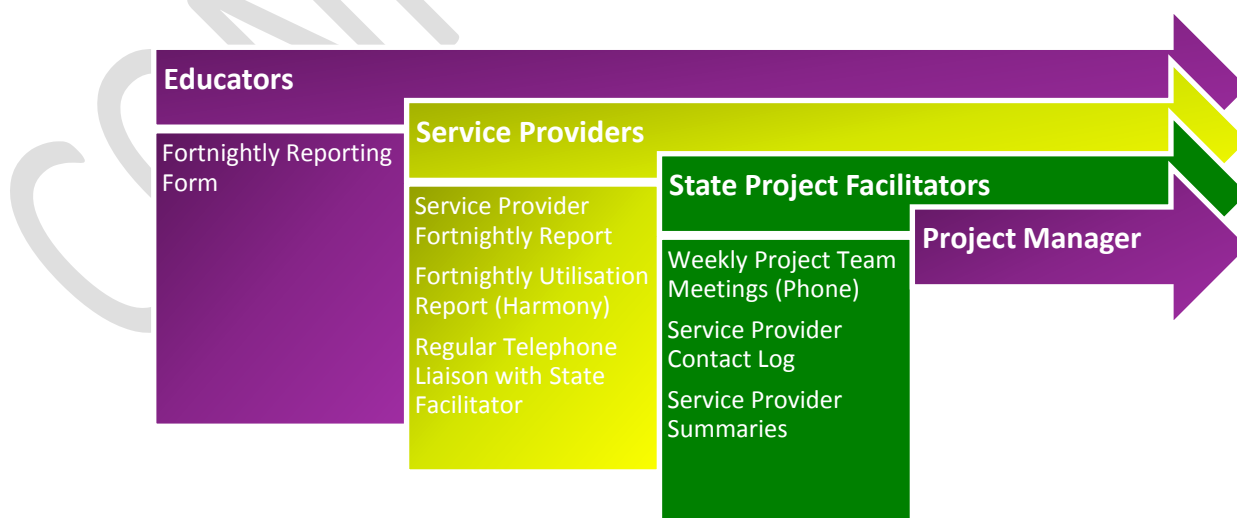 Educators
Fortnightly Reporting
Form
Service Providers
Service Provider
Fortnightly Report
Fortnightly Utilisation
Report (Harmony)
Regular Telephone
Liaison with State
Facilitator
State Project Facilitators
Weekly Project Team
Meetings (Phone)
Service Provider
Contact Log
Service Provider
Summaries
Project Manager